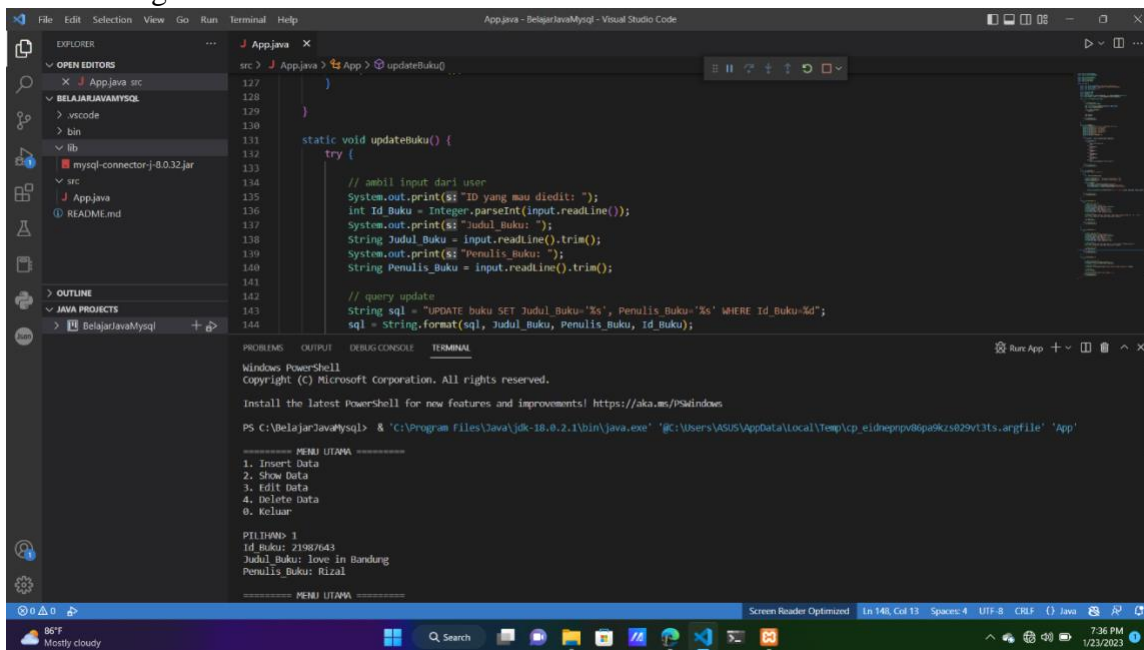 File Edit Selection View Go Run Terminal Help
App.java - BelajarJavaMysql - Visual Studio Code
EXPLORER
OPEN EDITORS
App.java src
BELAJARJAVAMYSQL
.vscode
bin
lib
mysql-connector-j-8.0.32.jar
src
App.java
README.md
OUTLINE
JAVA PROJECTS
BelajarJavaMysql
App.java
src > App.java > App > updateBuku()
127 }
128
129 }
130
131 static void updateBuku() {
132 try {
133
134 // ambil input dari user
135 System.out.print(s: "ID yang mau diedit: ");
136 int Id_Buku = Integer.parseInt(input.readLine());
137 System.out.print(s: "Judul_Buku: ");
138 String Judul_Buku = input.readLine().trim();
139 System.out.print(s: "Penulis_Buku: ");
140 String Penulis_Buku = input.readLine().trim();
141
142 // query update
143 String sql = "UPDATE buku SET Judul_Buku='%s', Penulis_Buku='%s' WHERE Id_Buku=%d";
144 sql = String.format(sql, Judul_Buku, Penulis_Buku, Id_Buku);
PROBLEMS OUTPUT DEBUG CONSOLE TERMINAL
Run: App
Windows PowerShell
Copyright (C) Microsoft Corporation. All rights reserved.
Install the latest PowerShell for new features and improvements! https://aka.ms/PSWindows
PS C:\BelajarJavaMysql> & 'C:\Program Files\Java\jdk-18.0.2.1\bin\java.exe' '@C:\Users\ASUS\AppData\Local\Temp\cp_eidnepnpv86pa9kzs029vt3ts.argfile' 'App'
========= MENU UTAMA =========
1. Insert Data
2. Show Data
3. Edit Data
4. Delete Data
0. Keluar
PILIHAN> 1
Id_Buku: 21987643
Judul_Buku: love in Bandung
Penulis_Buku: Rizal
========= MENU UTAMA =========
0 0 Screen Reader Optimized Ln 148, Col 13 Spaces: 4 UTF-8 CRLF {} Java
86°F
Mostly cloudy
Search
7:36 PM
1/23/2023